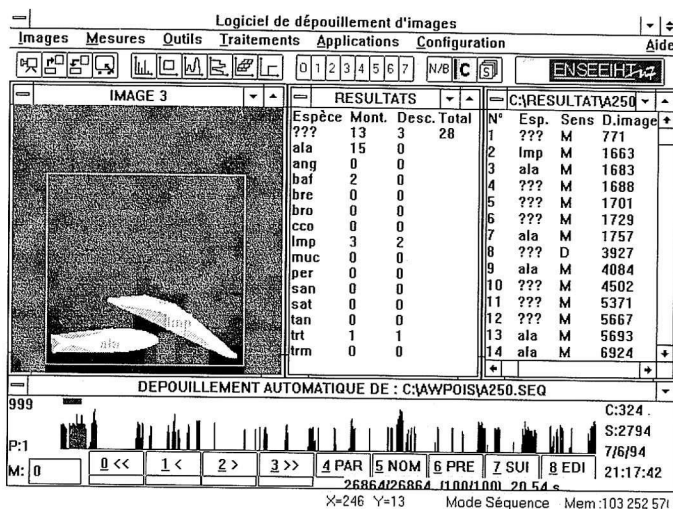 Logiciel de dépouillement d'images
Images Mesures Outils Traitements Applications Configuration Aide
0 1 2 3 4 5 6 7 N/B C S ENSEEIHT
IMAGE 3
ala
lmp
RESULTATS
Espèce Mont. Desc. Total
??? 13 3 28
ala 15 0
ang 0 0
baf 2 0
bre 0 0
bro 0 0
cco 0 0
lmp 3 2
muc 0 0
per 0 0
san 0 0
sat 0 0
tan 0 0
trt 1 1
trm 0 0
C:\RESULTAT\A250
N° Esp. Sens D.image
1 ??? M 771
2 lmp M 1663
3 ala M 1683
4 ??? M 1688
5 ??? M 1701
6 ??? M 1729
7 ala M 1757
8 ??? D 3927
9 ala M 4084
10 ??? M 4502
11 ??? M 5371
12 ??? M 5667
13 ala M 5693
14 ala M 6924
DEPOUILLEMENT AUTOMATIQUE DE : C:\AWPOIS\A250.SEQ
999
P:1
C:324
S:2794
7/6/94
21:17:42
M: 0 0 << 1 < 2 > 3 >> 4 PAR 5 NOM 6 PRE 7 SUI 8 EDI
26864/26864 (100/100) 20.54 s
X=246 Y=13 Mode Séquence Mem :103 252 57